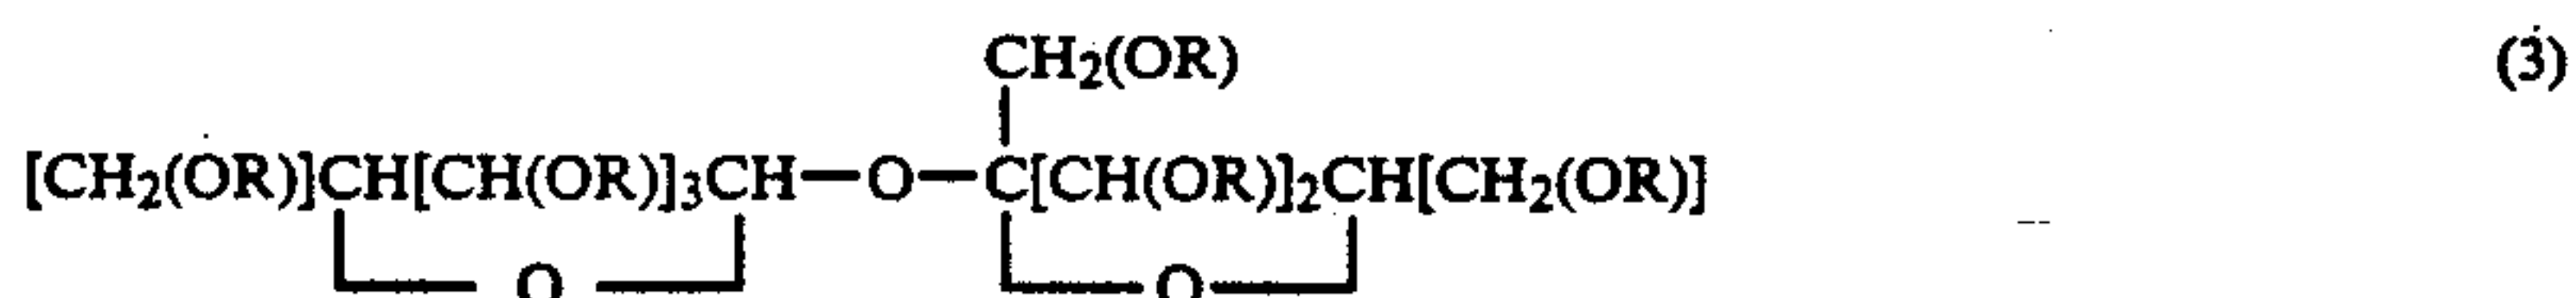 CH₂(OR) (3)
[CH₂(OR)]CH[CH(OR)]₃CH—O—C[CH(OR)]₂CH[CH₂(OR)]
O O